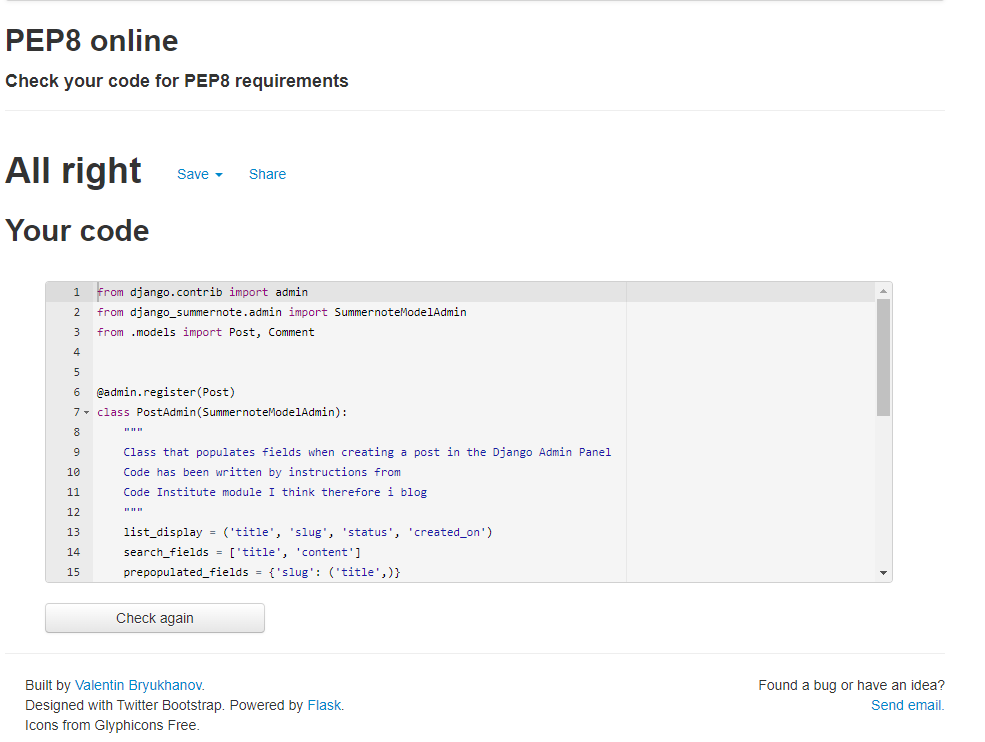 PEP8 online
Check your code for PEP8 requirements
All right Save Share
Your code
1 from django.contrib import admin
2 from django_summernote.admin import SummernoteModelAdmin
3 from .models import Post, Comment
4
5
6 @admin.register(Post)
7 class PostAdmin(SummernoteModelAdmin):
8 """
9 Class that populates fields when creating a post in the Django Admin Panel
10 Code has been written by instructions from
11 Code Institute module I think therefore i blog
12 """
13 list_display = ('title', 'slug', 'status', 'created_on')
14 search_fields = ['title', 'content']
15 prepopulated_fields = {'slug': ('title',)}
Check again
Built by Valentin Bryukhanov.
Designed with Twitter Bootstrap. Powered by Flask.
Icons from Glyphicons Free.
Found a bug or have an idea?
Send email.